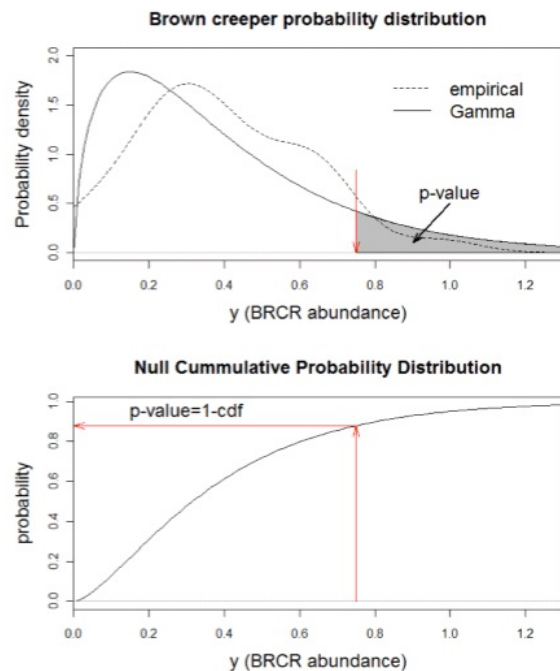 Brown creeper probability distribution
2.0
1.5
1.0
0.5
0.0
Probability density
empirical
Gamma
p-value
0.0 0.2 0.4 0.6 0.8 1.0 1.2
y (BRCR abundance)
Null Cummulative Probability Distribution
1.0
0.8
0.6
0.4
0.2
0.0
probability
p-value=1-cdf
0.0 0.2 0.4 0.6 0.8 1.0 1.2
y (BRCR abundance)